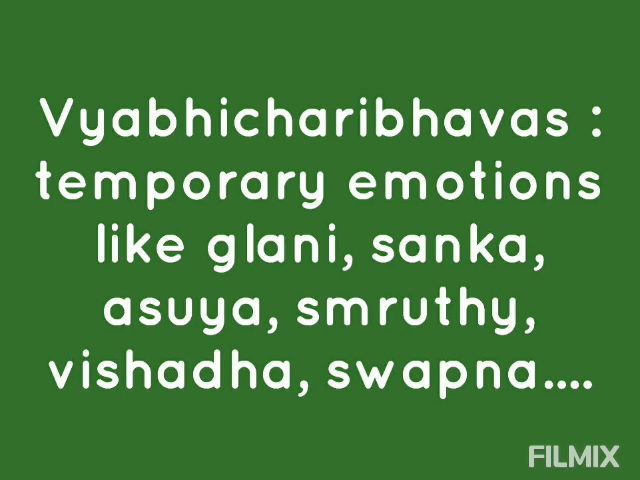 Vyabhicharibhavas :
temporary emotions
like glani, sanka,
asuya, smruthy,
vishadha, swapna....
FILMIX